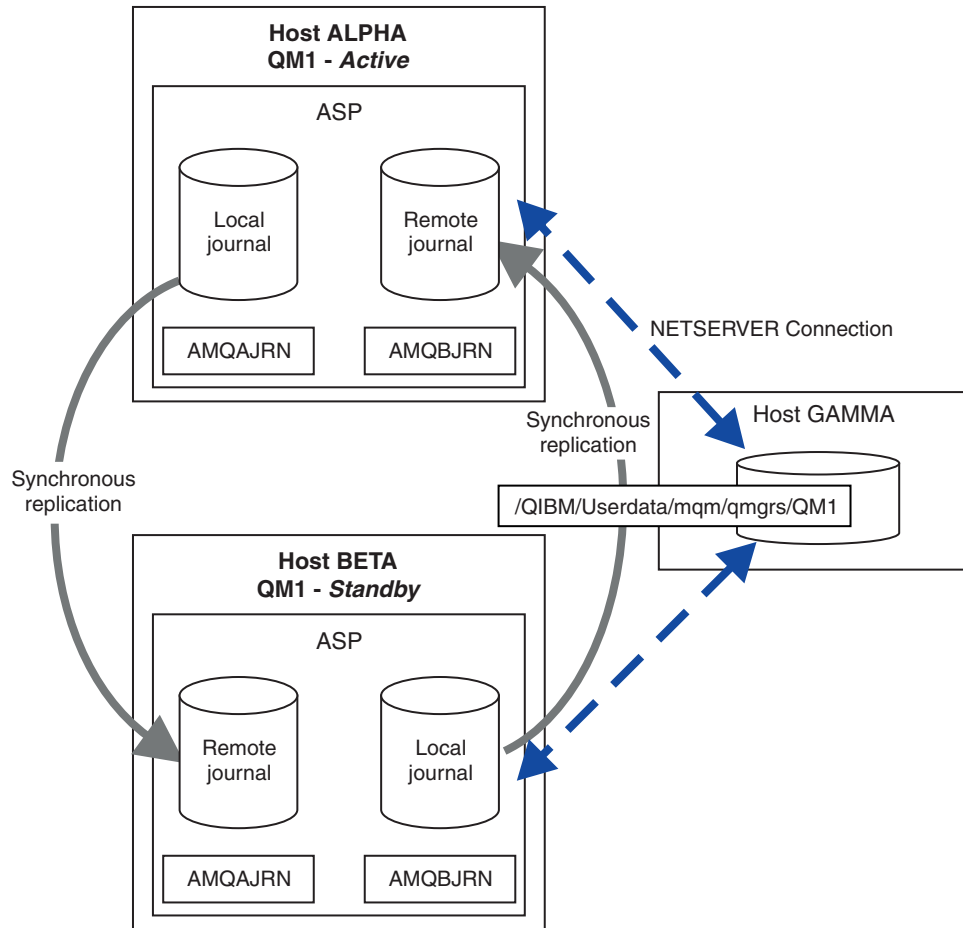 Host ALPHA
QM1 - Active
ASP
Local
journal
Remote
journal
AMQAJRN
AMQBJRN
NETSERVER Connection
Host GAMMA
/QIBM/Userdata/mqm/qmgrs/QM1
Synchronous
replication
Synchronous
replication
Host BETA
QM1 - Standby
ASP
Remote
journal
Local
journal
AMQAJRN
AMQBJRN